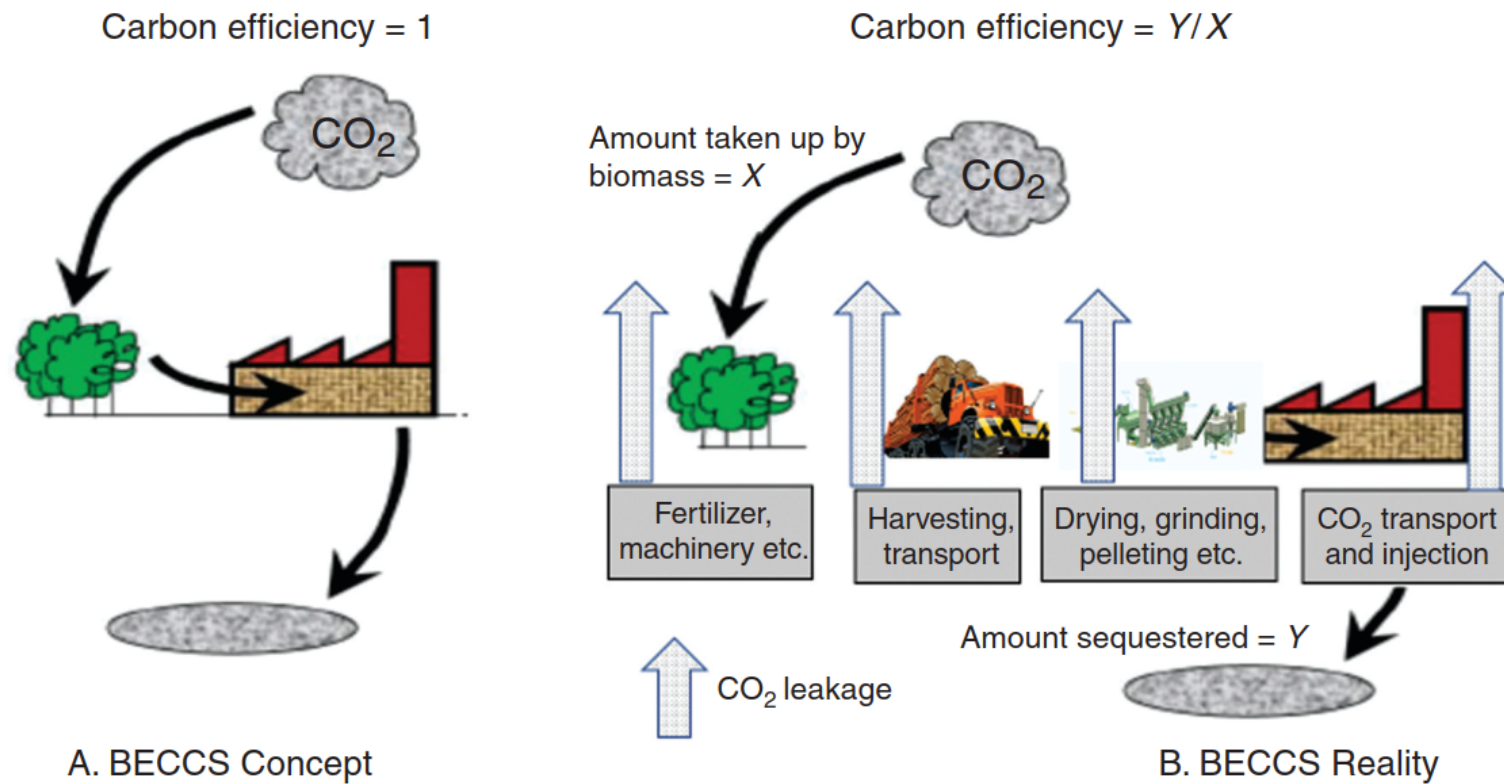 Carbon efficiency = 1
CO₂
A. BECCS Concept
Carbon efficiency = Y/X
Amount taken up by
biomass = X
CO₂
Fertilizer,
machinery etc.
Harvesting,
transport
Drying, grinding,
pelleting etc.
CO₂ transport
and injection
Amount sequestered = Y
CO₂ leakage
B. BECCS Reality